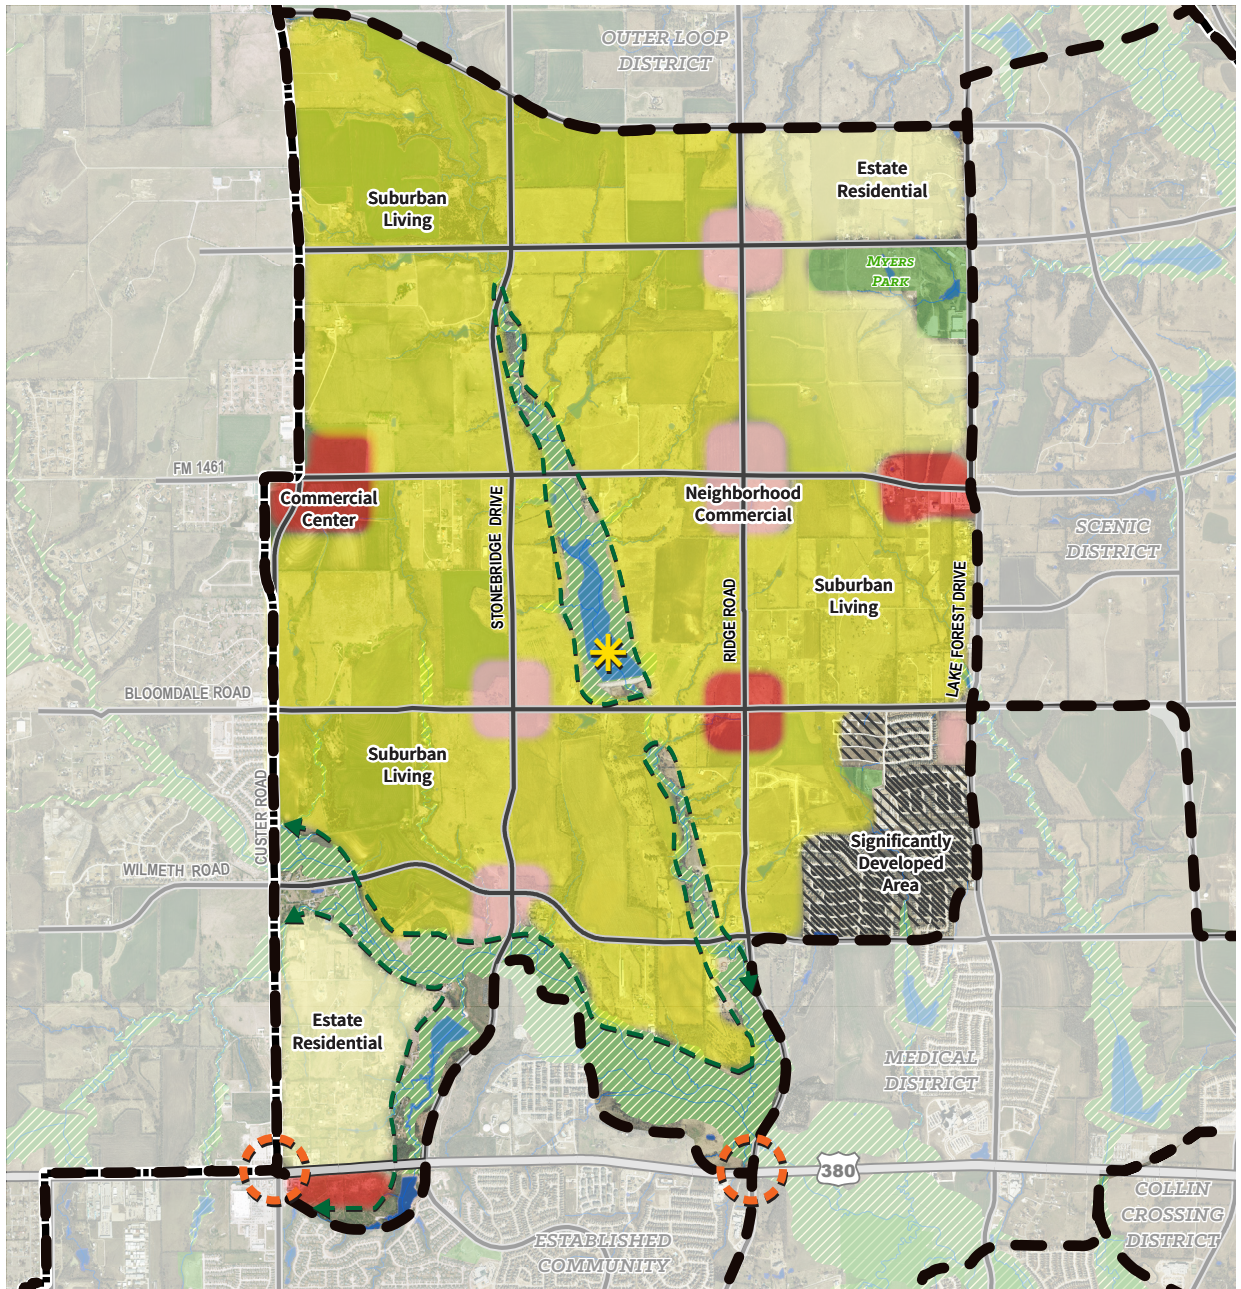 OUTER LOOP
DISTRICT
Estate
Residential
Suburban
Living
MYERS
PARK
FM 1461
Commercial
Center
STONEBRIDGE DRIVE
Neighborhood
Commercial
SCENIC
DISTRICT
RIDGE ROAD
Suburban
Living
LAKE FOREST DRIVE
BLOOMDALE ROAD
Suburban
Living
CUSTER ROAD
WILMETH ROAD
Significantly
Developed
Area
Estate
Residential
MEDICAL
DISTRICT
380
COLLIN
CROSSING
DISTRICT
ESTABLISHED
COMMUNITY